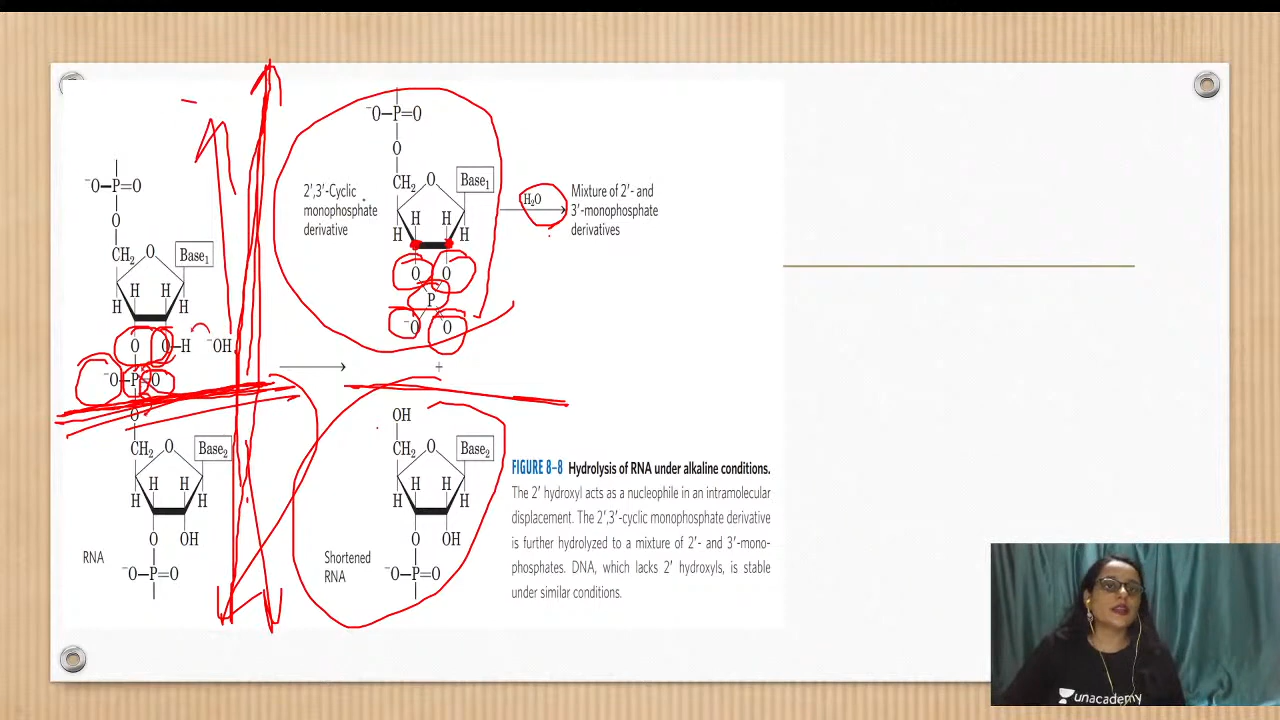 ⁻O–P=O
O
CH₂
O
Base₁
H
H
H
H
O
O–H
⁻OH
⁻O–P=O
O
CH₂
O
Base₂
H
H
H
H
O
OH
⁻O–P=O
RNA
⁻O–P=O
O
CH₂
O
Base₁
H
H
H
H
O
O
P
⁻O
O
2′,3′-Cyclic
monophosphate
derivative
H₂O
Mixture of 2′- and
3′-monophosphate
derivatives
+
OH
CH₂
O
Base₂
H
H
H
H
O
OH
⁻O–P=O
Shortened
RNA
FIGURE 8–8 Hydrolysis of RNA under alkaline conditions.
The 2′ hydroxyl acts as a nucleophile in an intramolecular
displacement. The 2′,3′-cyclic monophosphate derivative
is further hydrolyzed to a mixture of 2′- and 3′-mono-
phosphates. DNA, which lacks 2′ hydroxyls, is stable
under similar conditions.
unacademy